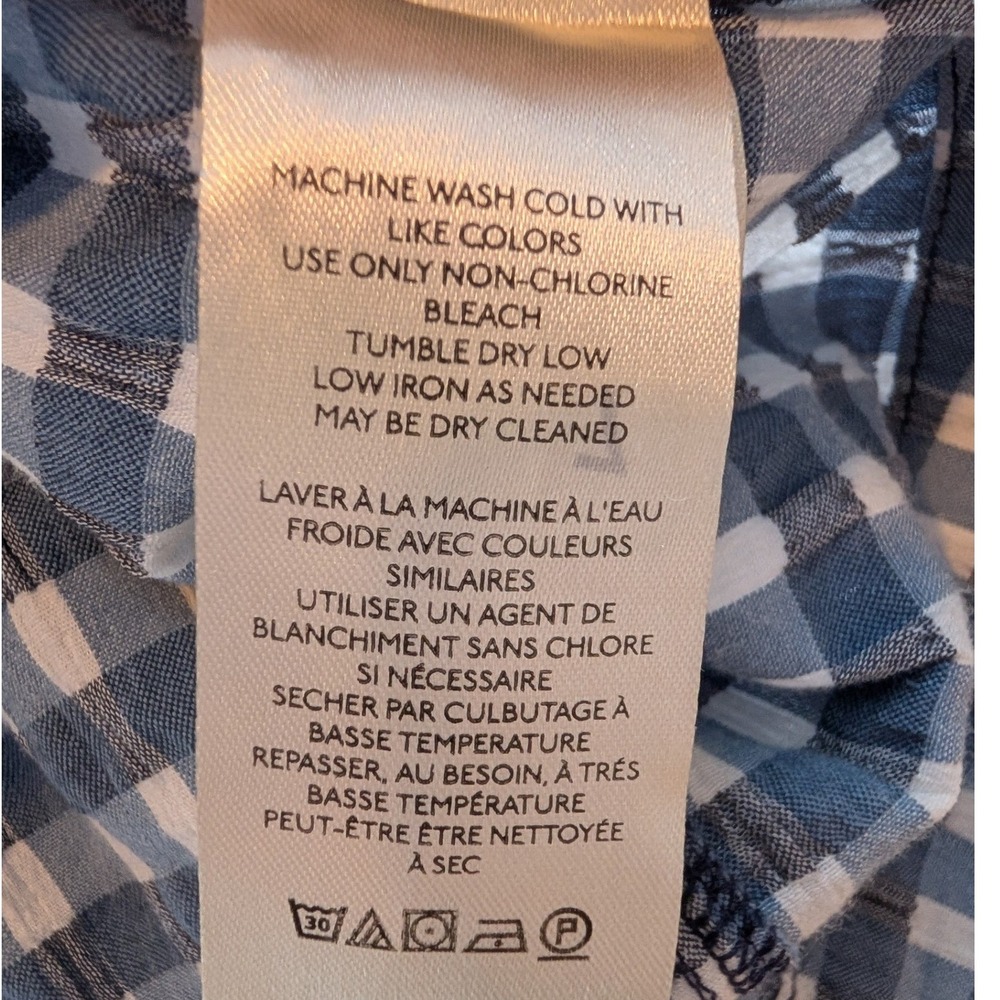 MACHINE WASH COLD WITH
LIKE COLORS
USE ONLY NON-CHLORINE
BLEACH
TUMBLE DRY LOW
LOW IRON AS NEEDED
MAY BE DRY CLEANED
LAVER À LA MACHINE À L'EAU
FROIDE AVEC COULEURS
SIMILAIRES
UTILISER UN AGENT DE
BLANCHIMENT SANS CHLORE
SI NÉCESSAIRE
SECHER PAR CULBUTAGE À
BASSE TEMPERATURE
REPASSER, AU BESOIN, À TRÉS
BASSE TEMPÉRATURE
PEUT-ÊTRE ÊTRE NETTOYÉE
À SEC
30 P